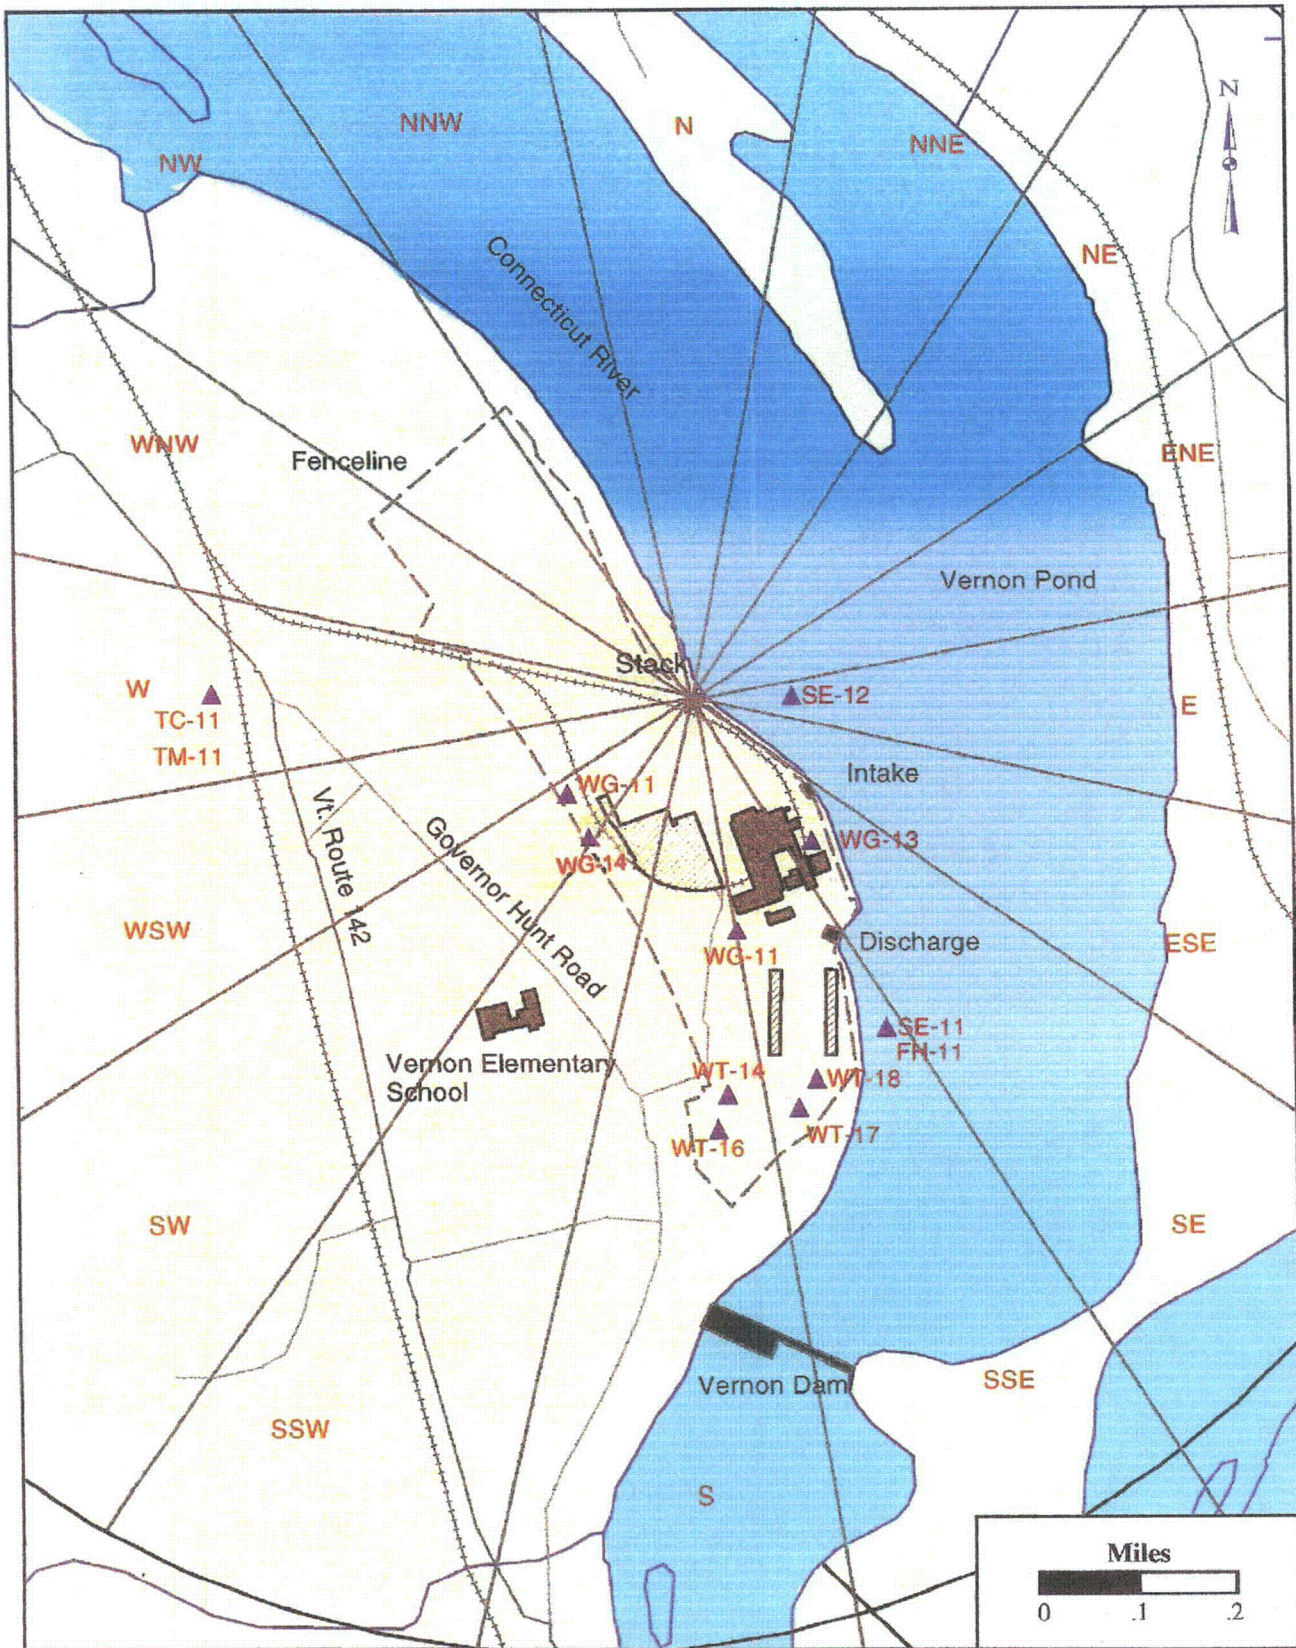 NNW
N
NW
NNE
N
NE
Connecticut River
WNW
Fenceline
ENE
Vernon Pond
Stack
W
TC-11
TM-11
SE-12
E
Intake
WG-11
Vt. Route 142
Governor Hunt Road
WG-14
WG-13
WSW
WG-11
Discharge
ESE
SE-11
FH-11
Vernon Elementary
School
WT-14
WT-18
WT-17
WT-16
SW
SE
Vernon Dam
SSE
SSW
S
Miles
0 .1 .2